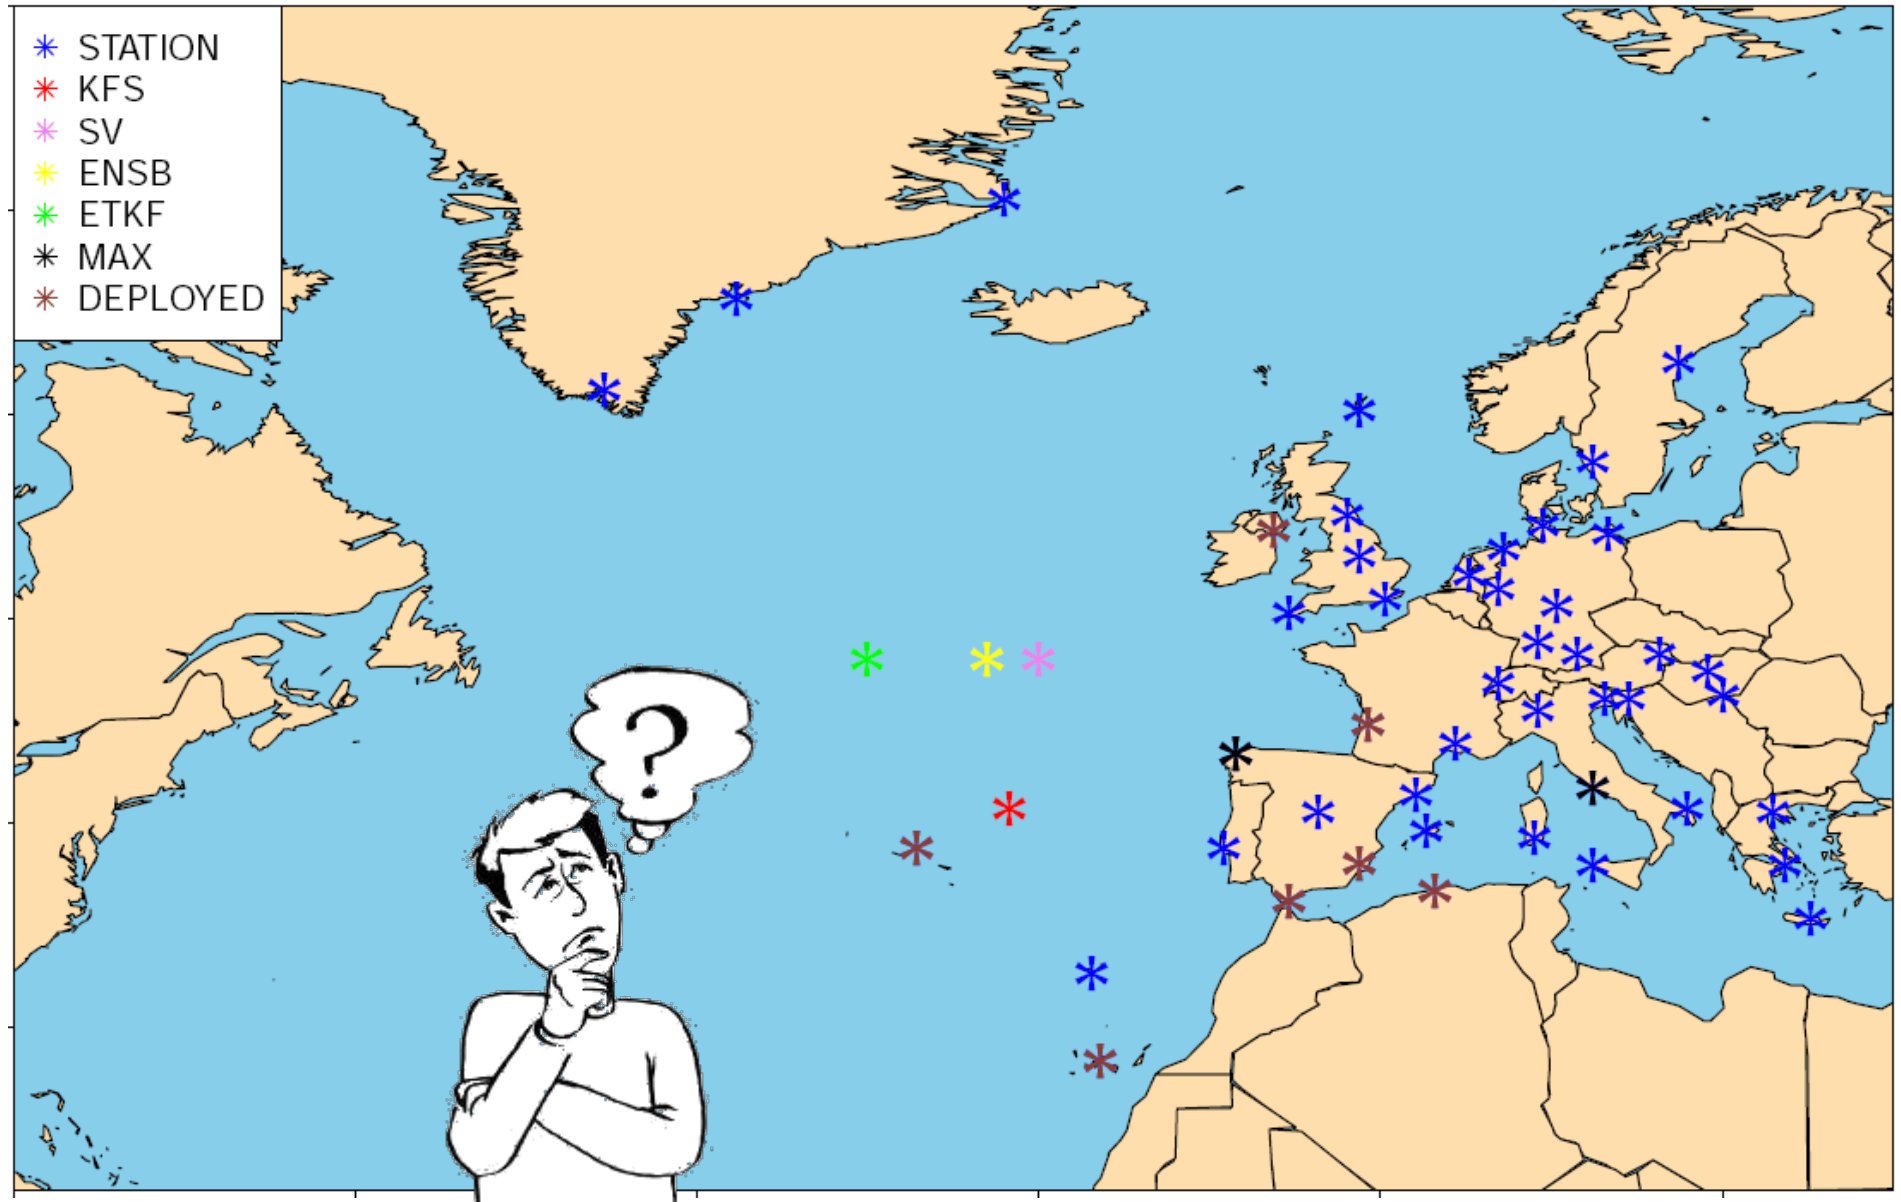 STATION
KFS
SV
ENSB
ETKF
MAX
DEPLOYED
?